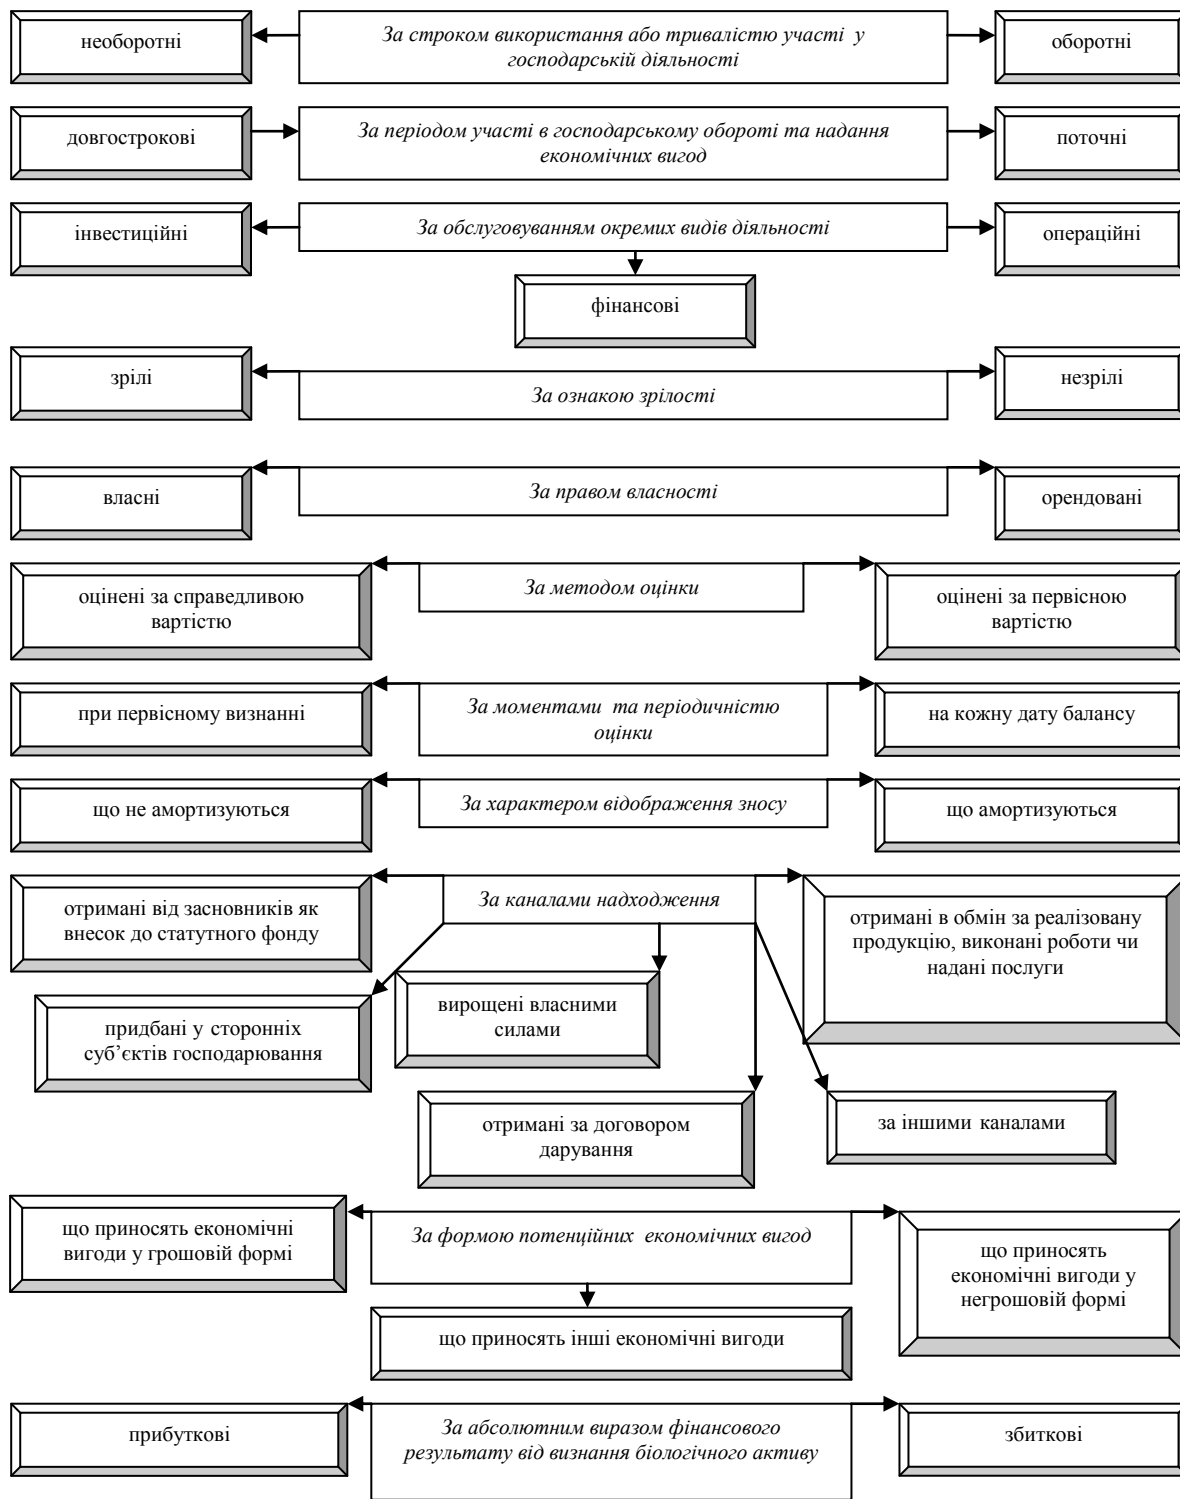 необоротні
За строком використання або тривалістю участі у
господарській діяльності
оборотні
довгострокові
За періодом участі в господарському обороті та надання
економічних вигод
поточні
інвестиційні
За обслуговуванням окремих видів діяльності
операційні
фінансові
зрілі
За ознакою зрілості
незрілі
власні
За правом власності
орендовані
оцінені за справедливою
вартістю
За методом оцінки
оцінені за первісною
вартістю
при первісному визнанні
За моментами та періодичністю
оцінки
на кожну дату балансу
що не амортизуються
За характером відображення зносу
що амортизуються
отримані від засновників як
внесок до статутного фонду
За каналами надходження
отримані в обмін за реалізовану
продукцію, виконані роботи чи
надані послуги
придбані у сторонніх
суб’єктів господарювання
вирощені власними
силами
отримані за договором
дарування
за іншими каналами
що приносять економічні
вигоди у грошовій формі
За формою потенційних економічних вигод
що приносять
економічні вигоди у
негрошовій формі
що приносять інші економічні вигоди
прибуткові
За абсолютним виразом фінансового
результату від визнання біологічного активу
збиткові